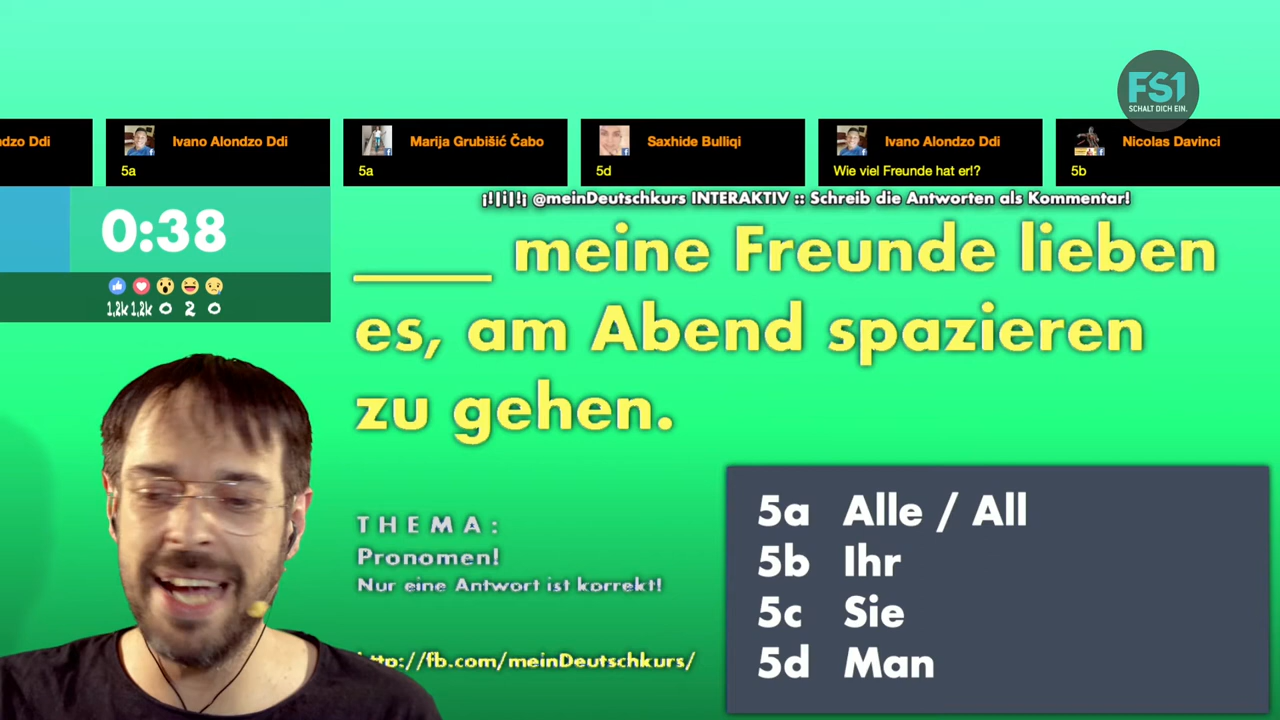 FS1
SCHALT DICH EIN.
ndzo Ddi
Ivano Alondzo Ddi
5a
Marija Grubišić Čabo
5a
Saxhide Bulliqi
5d
Ivano Alondzo Ddi
Wie viel Freunde hat er!?
Nicolas Davinci
5b
¡!|¡|!¡ @meinDeutschkurs INTERAKTIV :: Schreib die Antworten als Kommentar!
0:38
1,2k 1,2k 0 2 0
____ meine Freunde lieben
es, am Abend spazieren
zu gehen.
THEMA:
Pronomen!
Nur eine Antwort ist korrekt!
http://fb.com/meinDeutschkurs/
5a Alle / All
5b Ihr
5c Sie
5d Man